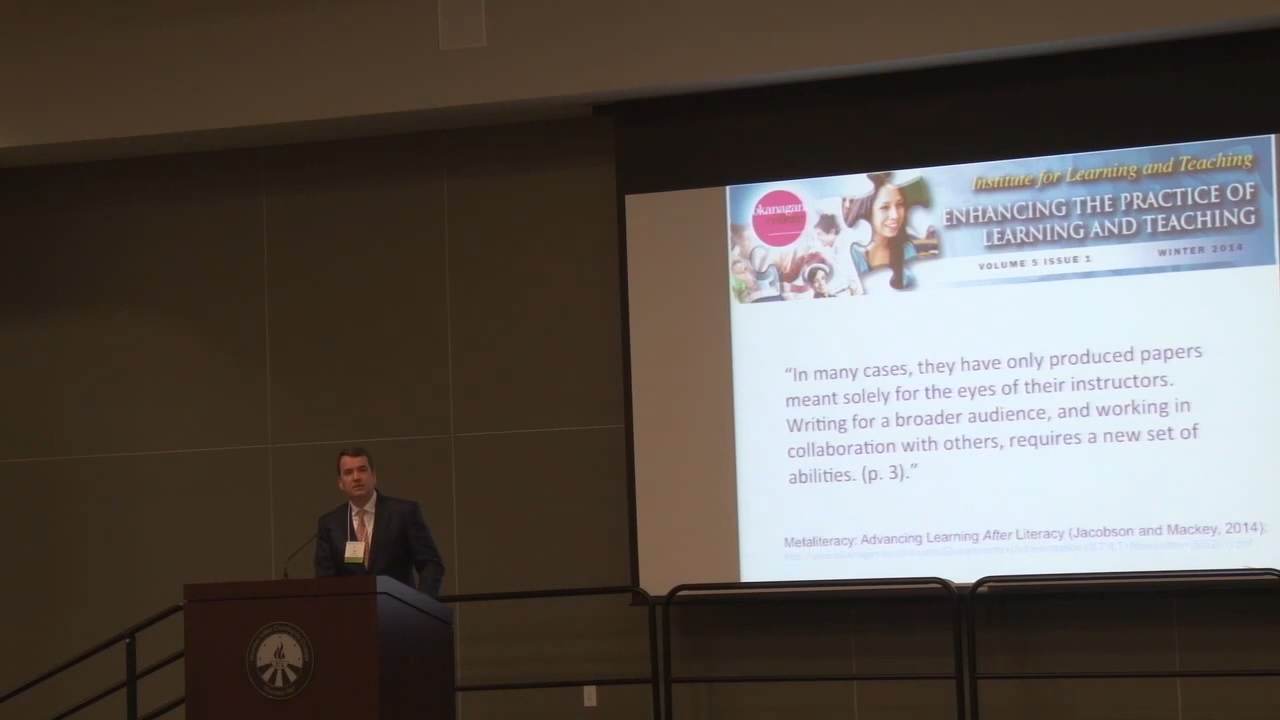 okanagan
Institute for Learning and Teaching
ENHANCING THE PRACTICE OF
LEARNING AND TEACHING
VOLUME 5 ISSUE 1 WINTER 2014
“In many cases, they have only produced papers
meant solely for the eyes of their instructors.
Writing for a broader audience, and working in
collaboration with others, requires a new set of
abilities. (p. 3).”
Metaliteracy: Advancing Learning After Literacy (Jacobson and Mackey, 2014):